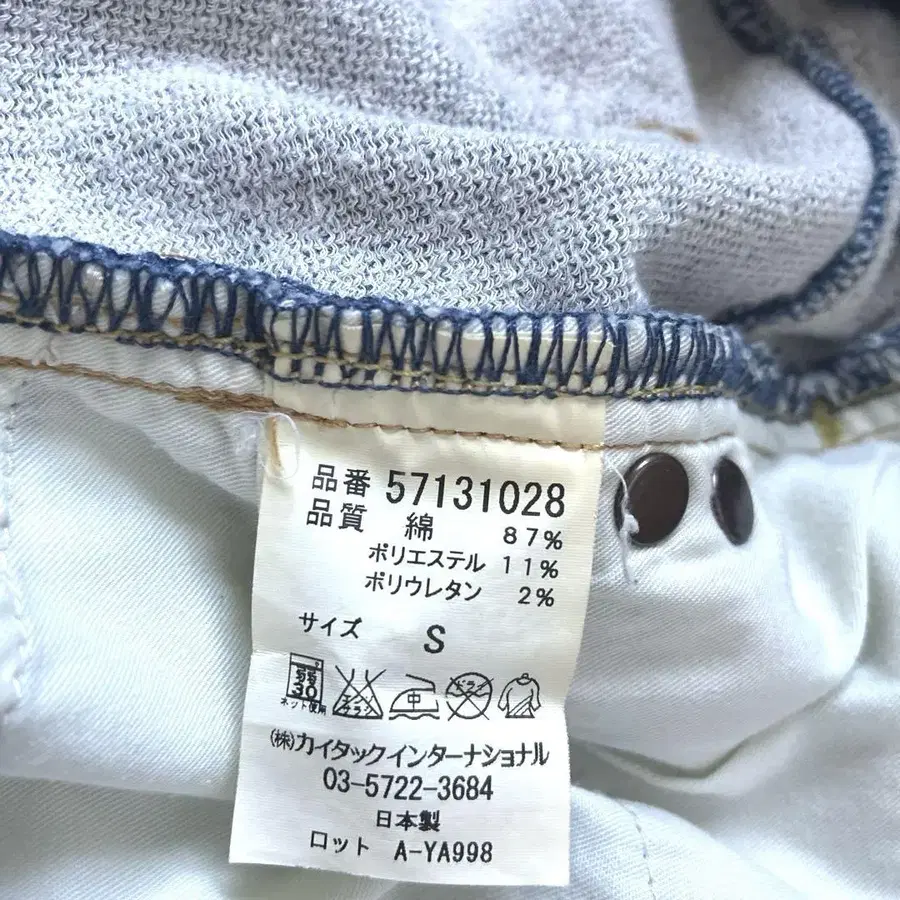 品番 57131028
品質 綿 87%
ポリエステル 11%
ポリウレタン 2%
サイズ S
30 中
ネット使用
(株)カイタックインターナショナル
03-5722-3684
日本製
ロット A-YA998